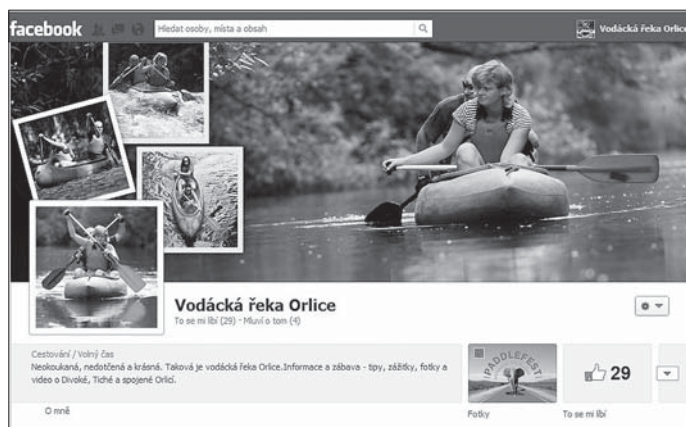 facebook
Hledat osoby, místa a obsah
Vodácká řeka Orlice
Vodácká řeka Orlice
To se mi líbí (29) · Mluví o tom (4)
Cestování / Volný čas
Neokoukaná, nedotčená a krásná. Taková je vodácká řeka Orlice.Informace a zábava - tipy, zážitky, fotky a
video o Divoké, Tiché a spojené Orlici.
O mně
PADDLEFEST
29
Fotky
To se mi líbí